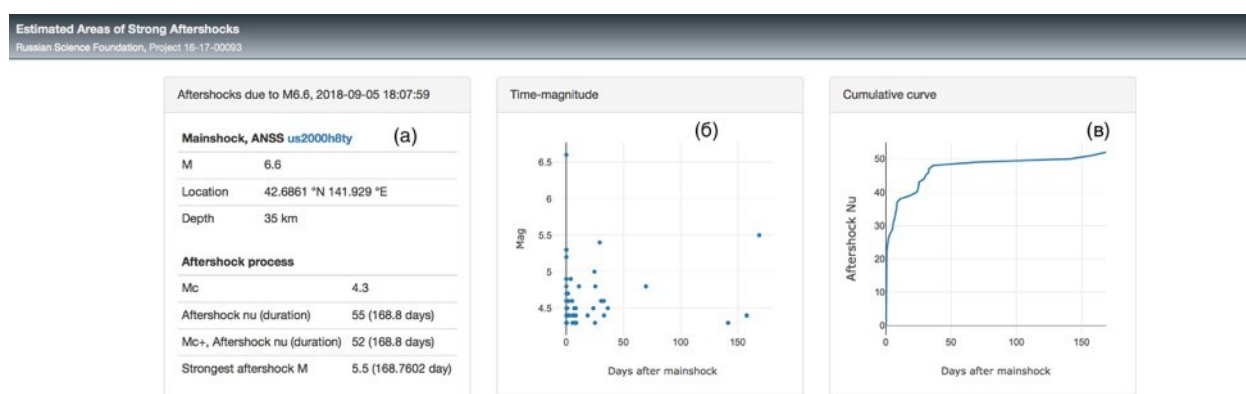 Estimated Areas of Strong Aftershocks
Russian Science Foundation, Project 16-17-00093
Aftershocks due to M6.6, 2018-09-05 18:07:59
Mainshock, ANSS us2000h8ty (а)
M 6.6
Location 42.6861 °N 141.929 °E
Depth 35 km
Aftershock process
Mc 4.3
Aftershock nu (duration) 55 (168.8 days)
Mc+, Aftershock nu (duration) 52 (168.8 days)
Strongest aftershock M 5.5 (168.7602 day)
Time-magnitude
(б)
Mag
6.5
6
5.5
5
4.5
0 50 100 150
Days after mainshock
Cumulative curve
(в)
Aftershock Nu
50
40
30
20
10
0
0 50 100 150
Days after mainshock